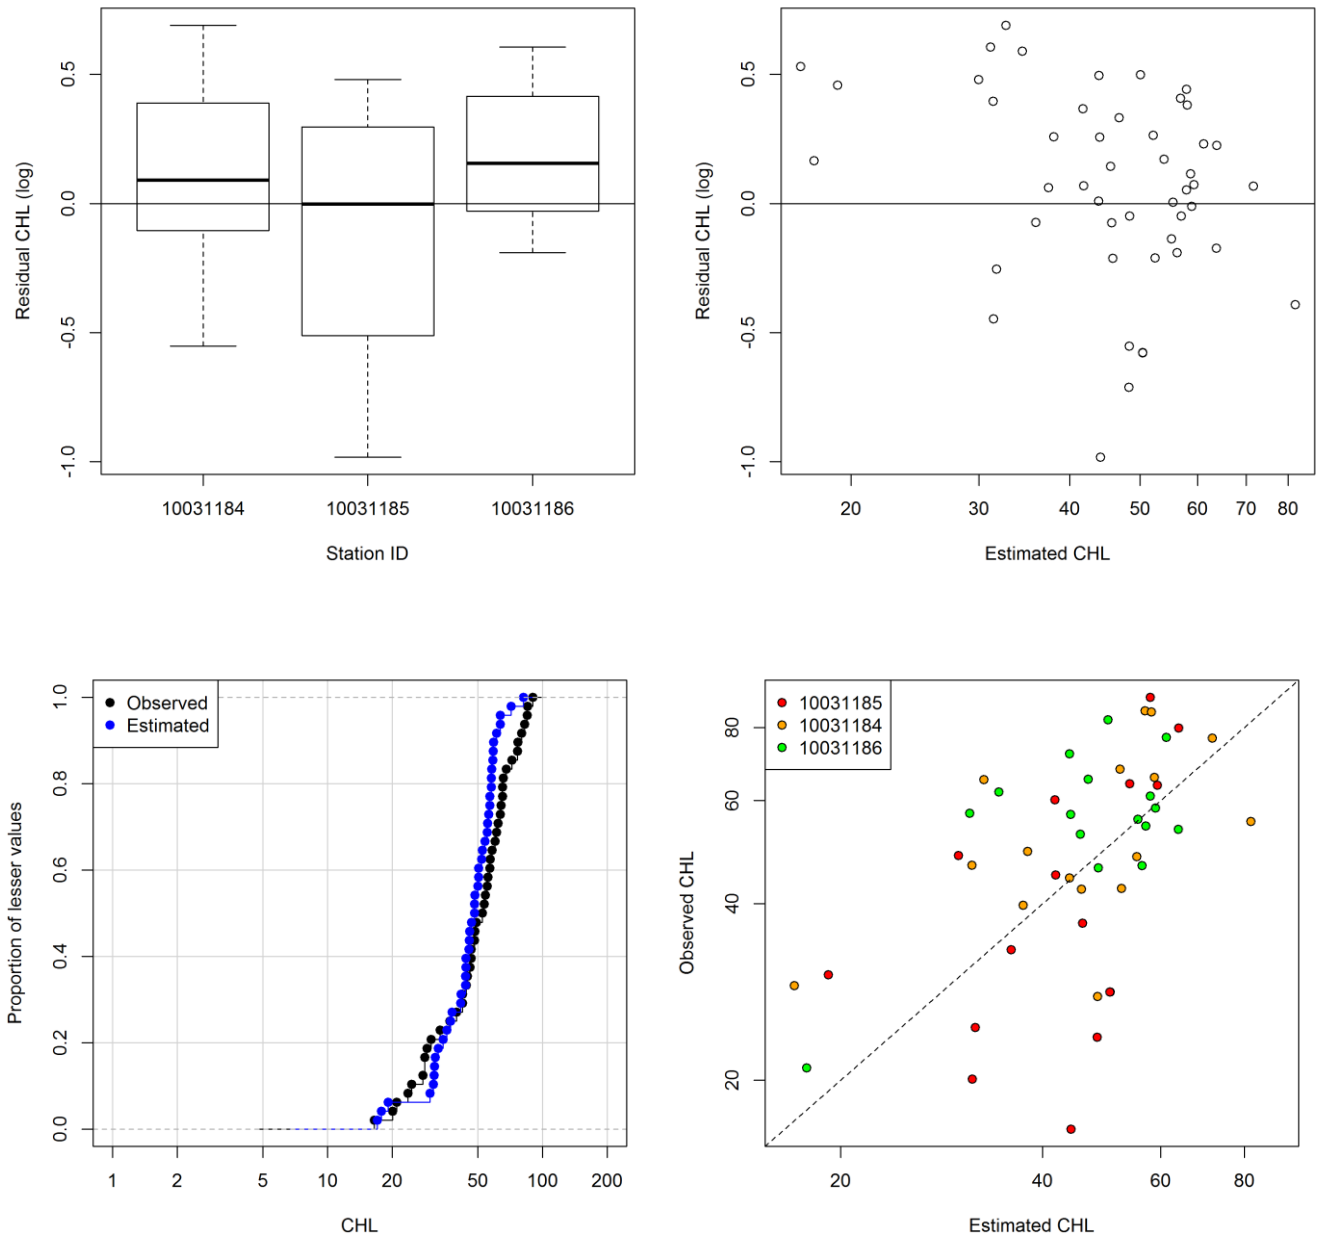 Residual CHL (log)
0.5
0.0
-0.5
-1.0
10031184 10031185 10031186
Station ID
Residual CHL (log)
0.5
0.0
-0.5
-1.0
20 30 40 50 60 70 80
Estimated CHL
Proportion of lesser values
1.0
0.8
0.6
0.4
0.2
0.0
Observed
Estimated
1 2 5 10 20 50 100 200
CHL
Observed CHL
80
60
40
20
10031185
10031184
10031186
20 40 60 80
Estimated CHL